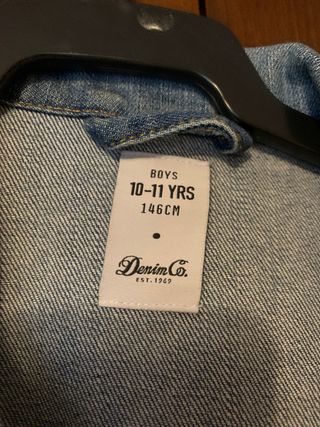 BOYS
10-11 YRS
146CM
Denim Co.
EST. 1969